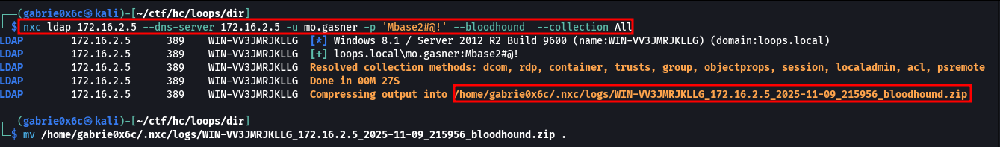 ┌──(gabrie0x6c㉿kali)-[~/ctf/hc/loops/dir]
└─$ nxc ldap 172.16.2.5 --dns-server 172.16.2.5 -u mo.gasner -p 'Mbase2#@!' --bloodhound  --collection All
LDAP 172.16.2.5 389 WIN-VV3JMRJKLLG [*] Windows 8.1 / Server 2012 R2 Build 9600 (name:WIN-VV3JMRJKLLG) (domain:loops.local)
LDAP 172.16.2.5 389 WIN-VV3JMRJKLLG [+] loops.local\mo.gasner:Mbase2#@!
LDAP 172.16.2.5 389 WIN-VV3JMRJKLLG Resolved collection methods: dcom, rdp, container, trusts, group, objectprops, session, localadmin, acl, psremote
LDAP 172.16.2.5 389 WIN-VV3JMRJKLLG Done in 00M 27S
LDAP 172.16.2.5 389 WIN-VV3JMRJKLLG Compressing output into /home/gabrie0x6c/.nxc/logs/WIN-VV3JMRJKLLG_172.16.2.5_2025-11-09_215956_bloodhound.zip
┌──(gabrie0x6c㉿kali)-[~/ctf/hc/loops/dir]
└─$ mv /home/gabrie0x6c/.nxc/logs/WIN-VV3JMRJKLLG_172.16.2.5_2025-11-09_215956_bloodhound.zip .